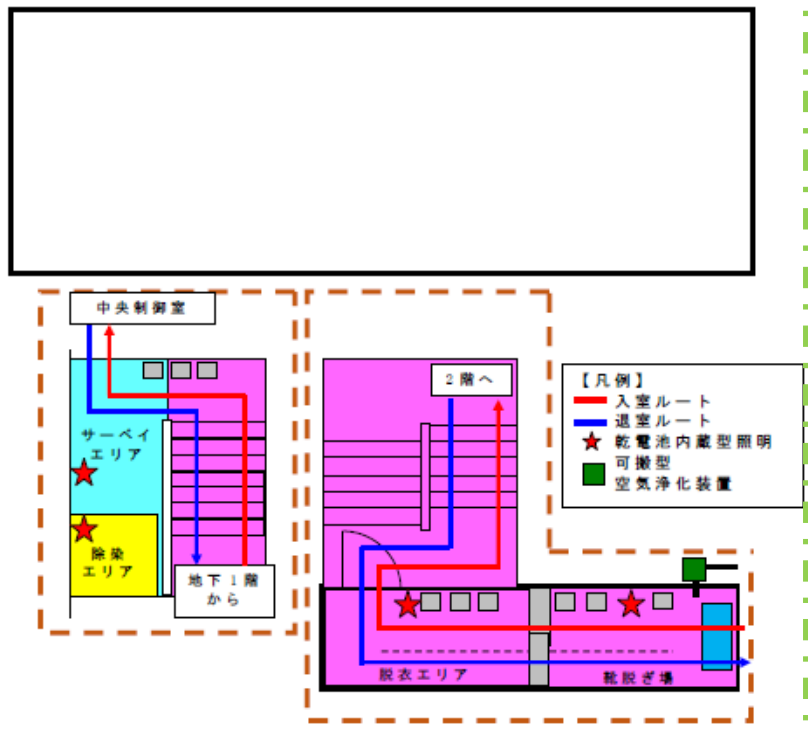 中央制御室
サーベイ
エリア
除染
エリア
地下1階
から
2階へ
脱衣エリア
靴脱ぎ場
【凡例】
入室ルート
退室ルート
乾電池内蔵型照明
可搬型
空気浄化装置